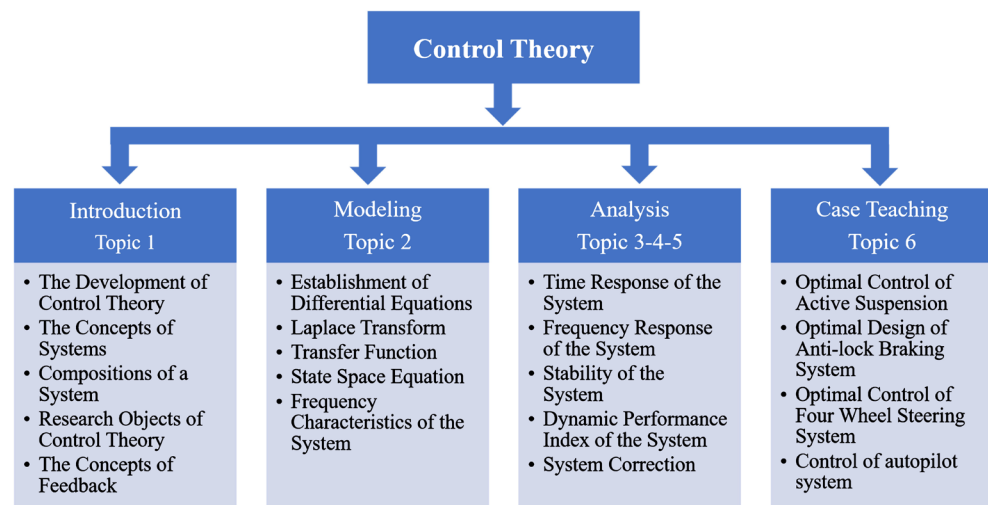 Control Theory
Introduction
Topic 1
• The Development of
Control Theory
• The Concepts of
Systems
• Compositions of a
System
• Research Objects of
Control Theory
• The Concepts of
Feedback
Modeling
Topic 2
• Establishment of
Differential Equations
• Laplace Transform
• Transfer Function
• State Space Equation
• Frequency
Characteristics of the
System
Analysis
Topic 3-4-5
• Time Response of the
System
• Frequency Response
of the System
• Stability of the
System
• Dynamic Performance
Index of the System
• System Correction
Case Teaching
Topic 6
• Optimal Control of
Active Suspension
• Optimal Design of
Anti-lock Braking
System
• Optimal Control of
Four Wheel Steering
System
• Control of autopilot
system